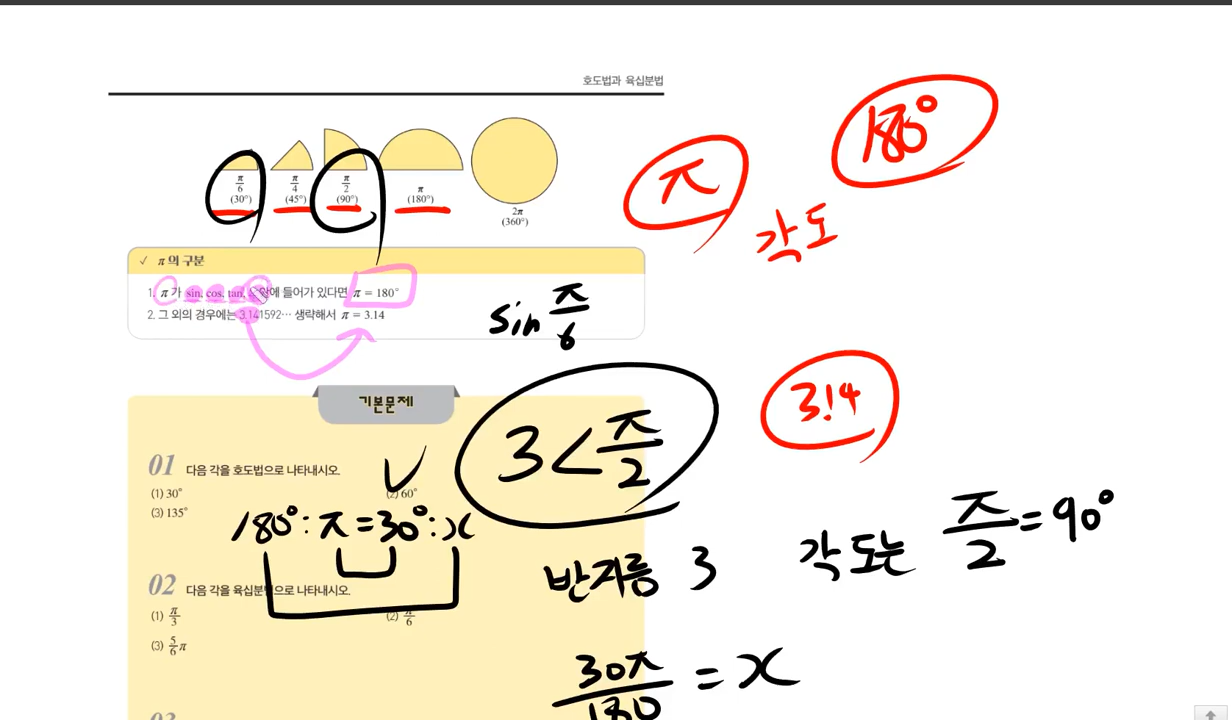 호도법과 육십분법
180°
π
각도
π/6 π/4 π/2 π
(30°) (45°) (90°) (180°) 2π
(360°)
✓ π의 구분
1. π가 sin, cos, tan, 안에 들어가 있다면 π = 180°
2. 그 외의 경우에는 3.141592⋯ 생략해서 π = 3.14
sin π/6
3.14
3 < π/2
기본문제
01 다음 각을 호도법으로 나타내시오.
(1) 30° (2) 60°
(3) 135°
180° : π = 30° : x
반지름 3 각도는 π/2 = 90°
02 다음 각을 육십분법으로 나타내시오.
(1) π/3 (2) π/6
(3) 5/6 π
30π/180 = x